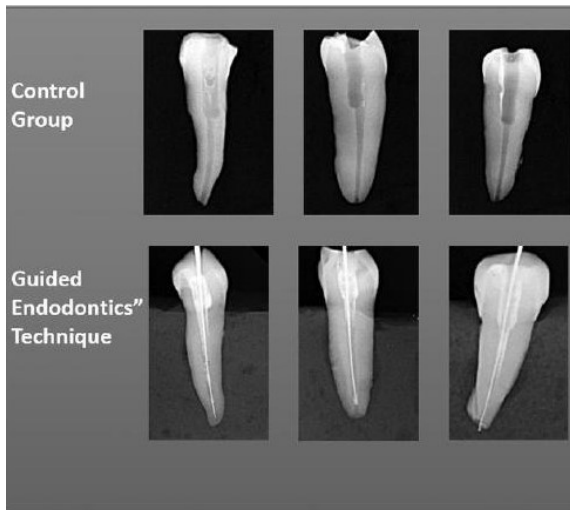 Control
Group
Guided
Endodontics”
Technique